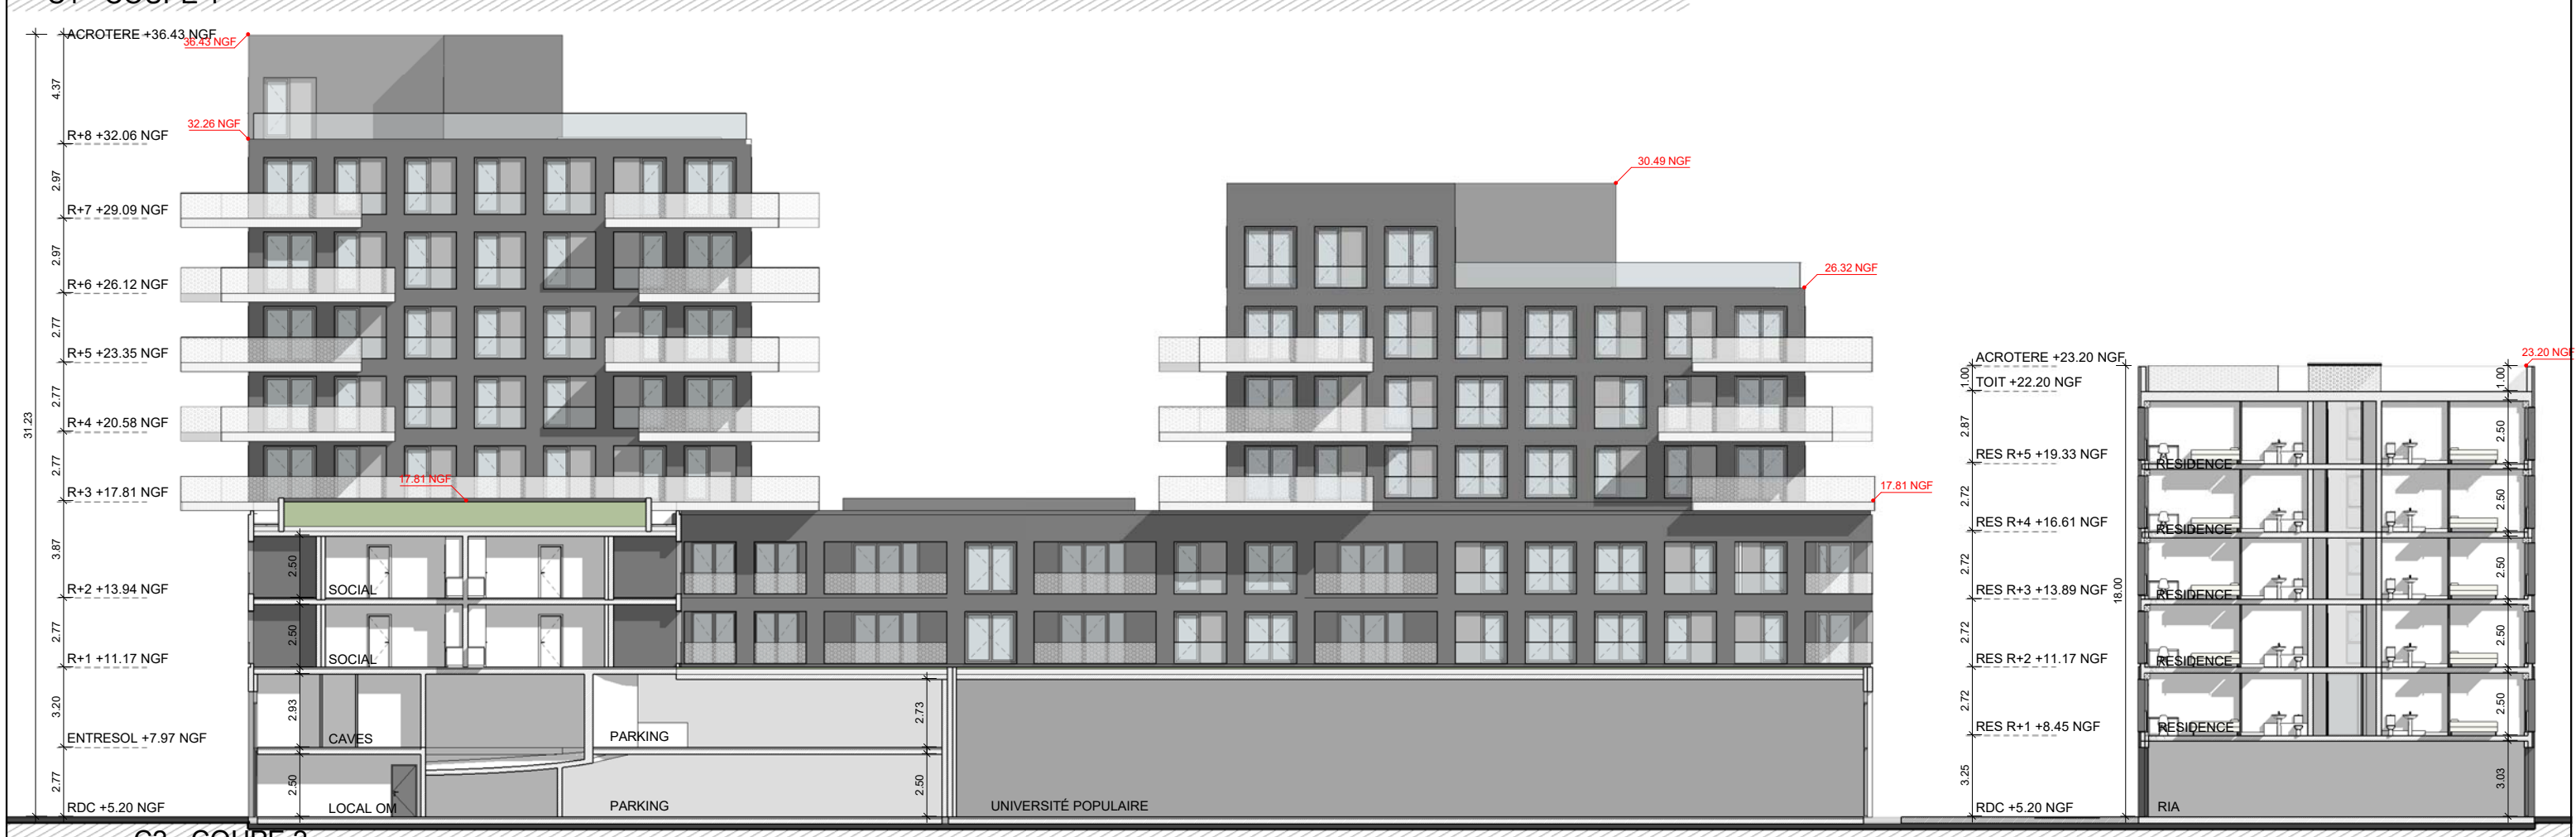 ACROTERE +36.43 NGF
36.43 NGF
4.37
32.26 NGF
R+8 +32.06 NGF
2.97
30.49 NGF
R+7 +29.09 NGF
2.97
26.32 NGF
R+6 +26.12 NGF
2.77
R+5 +23.35 NGF
2.77
R+4 +20.58 NGF
2.77
31.23
17.81 NGF
R+3 +17.81 NGF
17.81 NGF
3.87
2.50
SOCIAL
R+2 +13.94 NGF
2.77
2.50
SOCIAL
R+1 +11.17 NGF
3.20
2.93
2.73
CAVES
PARKING
ENTRESOL +7.97 NGF
2.77
2.50
2.50
RDC +5.20 NGF
LOCAL OM
PARKING
UNIVERSITÉ POPULAIRE
23.20 NGF
ACROTERE +23.20 NGF
1.00
1.00
TOIT +22.20 NGF
2.87
2.50
RES R+5 +19.33 NGF
RESIDENCE
2.72
2.50
RES R+4 +16.61 NGF
RESIDENCE
2.72
2.50
RES R+3 +13.89 NGF
18.00
RESIDENCE
2.72
2.50
RES R+2 +11.17 NGF
RESIDENCE
2.72
2.50
RES R+1 +8.45 NGF
RESIDENCE
3.25
3.03
RDC +5.20 NGF
RIA